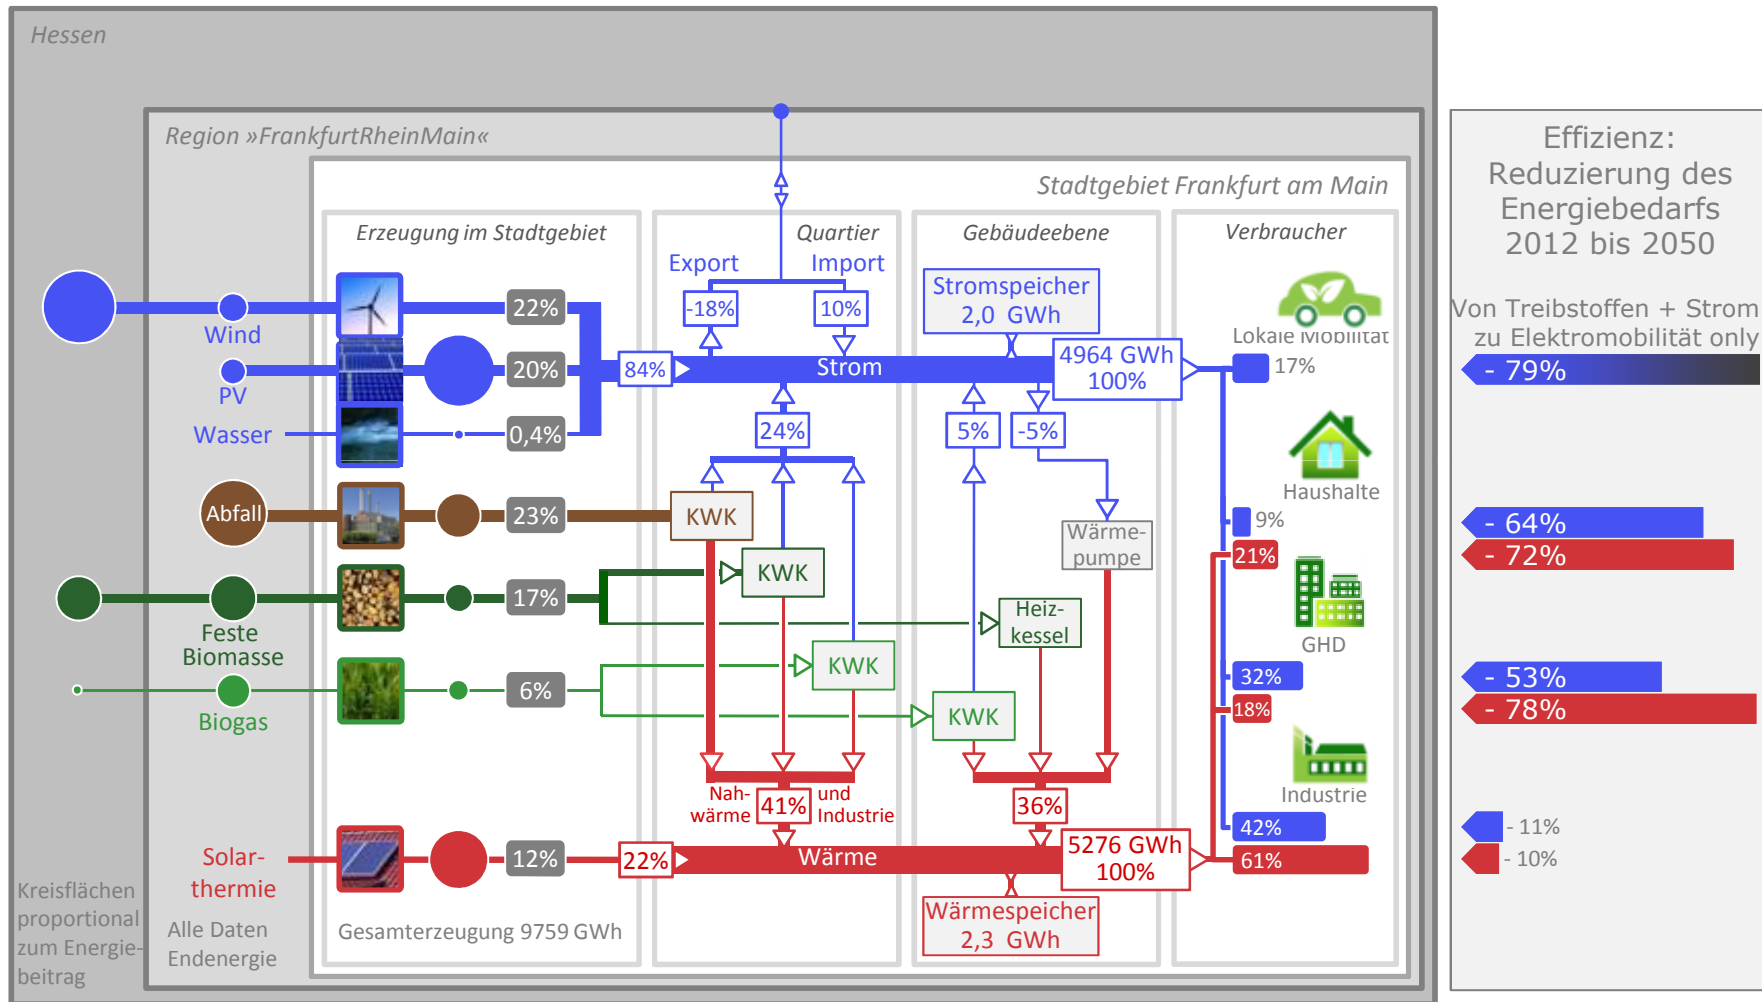 Hessen
Region »FrankfurtRheinMain«
Stadtgebiet Frankfurt am Main
Erzeugung im Stadtgebiet
Quartier
Gebäudeebene
Verbraucher
Export
Import
-18%
10%
Stromspeicher
2,0 GWh
Wind
22%
PV
20%
84%
Strom
4964 GWh
100%
Lokale Mobilität
17%
Wasser
0,4%
24%
5%
-5%
Haushalte
Abfall
23%
KWK
Wärme-
pumpe
9%
21%
KWK
Feste
Biomasse
17%
Heiz-
kessel
GHD
KWK
32%
18%
Biogas
6%
KWK
Industrie
Nah-
wärme
41%
und
Industrie
36%
42%
61%
Solar-
thermie
12%
22%
Wärme
5276 GWh
100%
Wärmespeicher
2,3 GWh
Kreisflächen
proportional
zum Energie-
beitrag
Alle Daten
Endenergie
Gesamterzeugung 9759 GWh
Effizienz:
Reduzierung des
Energiebedarfs
2012 bis 2050
Von Treibstoffen + Strom
zu Elektromobilität only
- 79%
- 64%
- 72%
- 53%
- 78%
- 11%
- 10%